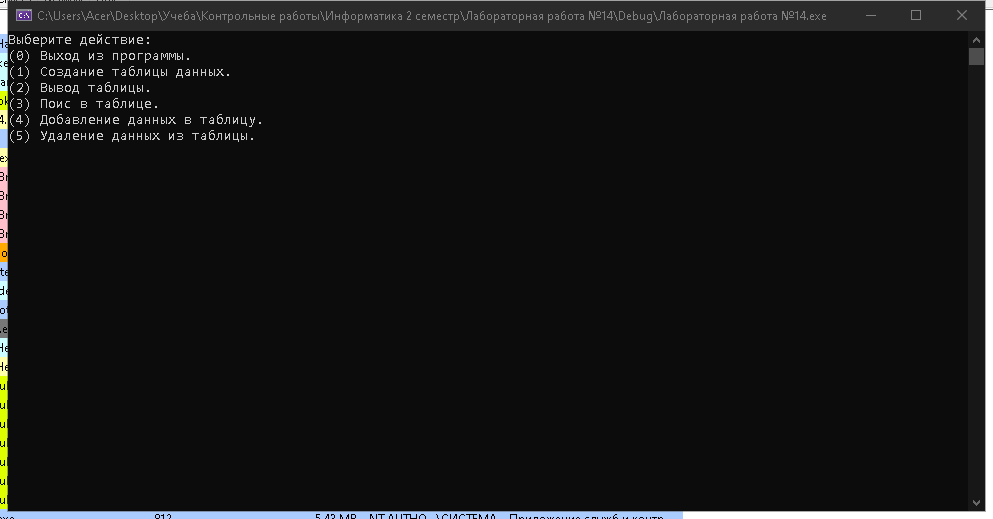 C:\Users\Acer\Desktop\Учеба\Контрольные работы\Информатика 2 семестр\Лабораторная работа №14\Debug\Лабораторная работа №14.exe
Выберите действие:
(0) Выход из программы.
(1) Создание таблицы данных.
(2) Вывод таблицы.
(3) Поис в таблице.
(4) Добавление данных в таблицу.
(5) Удаление данных из таблицы.
812 5,43 MB NT AUTHO...\СИСТЕМА Приложение служб и контр...